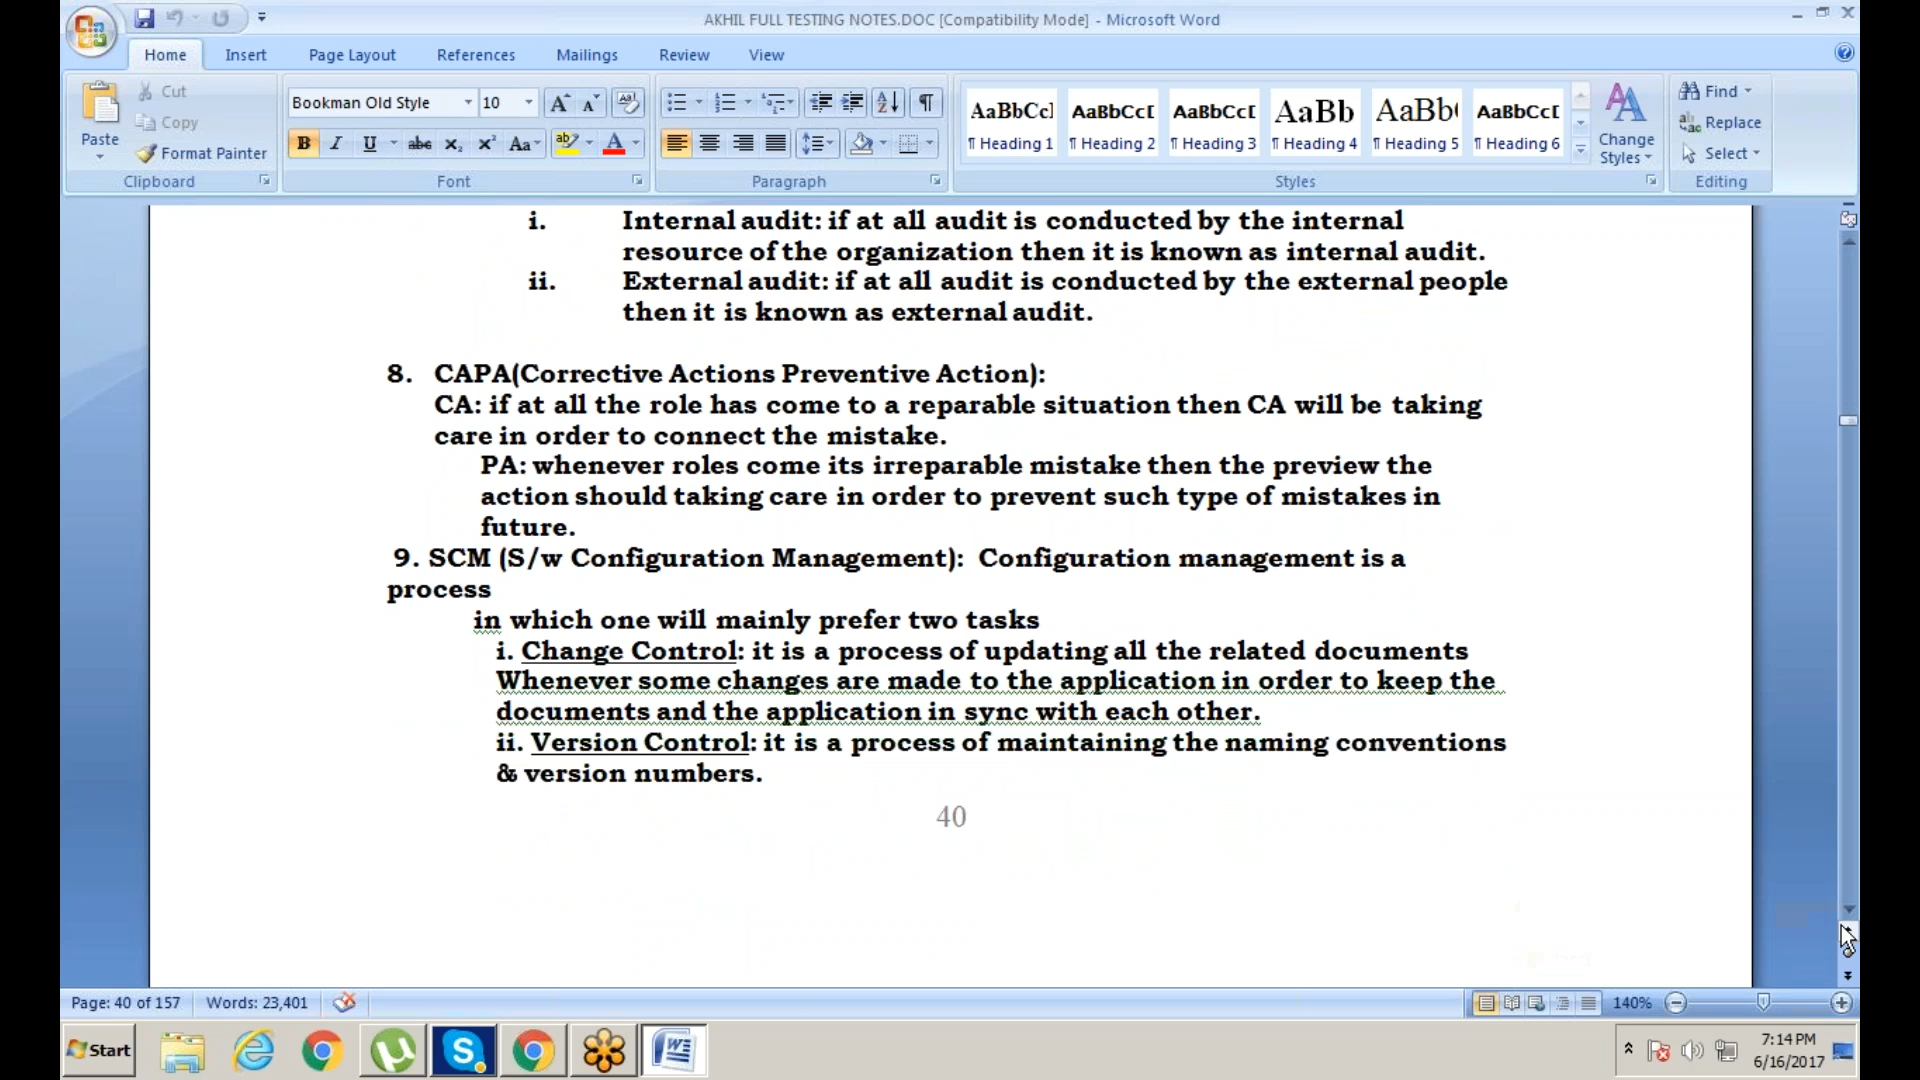 AKHIL FULL TESTING NOTES.DOC [Compatibility Mode] - Microsoft Word
Home Insert Page Layout References Mailings Review View
Paste
Cut
Copy
Format Painter
Clipboard
Bookman Old Style 10
Font
Paragraph
AaBbCcI AaBbCcI AaBbCcI AaBb AaBb( AaBbCcI
¶ Heading 1 ¶ Heading 2 ¶ Heading 3 ¶ Heading 4 ¶ Heading 5 ¶ Heading 6
Change
Styles
Styles
Find
Replace
Select
Editing
i. Internal audit: if at all audit is conducted by the internal
resource of the organization then it is known as internal audit.
ii. External audit: if at all audit is conducted by the external people
then it is known as external audit.
8. CAPA(Corrective Actions Preventive Action):
CA: if at all the role has come to a reparable situation then CA will be taking
care in order to connect the mistake.
PA: whenever roles come its irreparable mistake then the preview the
action should taking care in order to prevent such type of mistakes in
future.
9. SCM (S/w Configuration Management): Configuration management is a
process
in which one will mainly prefer two tasks
i. Change Control: it is a process of updating all the related documents
Whenever some changes are made to the application in order to keep the
documents and the application in sync with each other.
ii. Version Control: it is a process of maintaining the naming conventions
& version numbers.
40
Page: 40 of 157 Words: 23,401 140%
Start
7:14 PM
6/16/2017